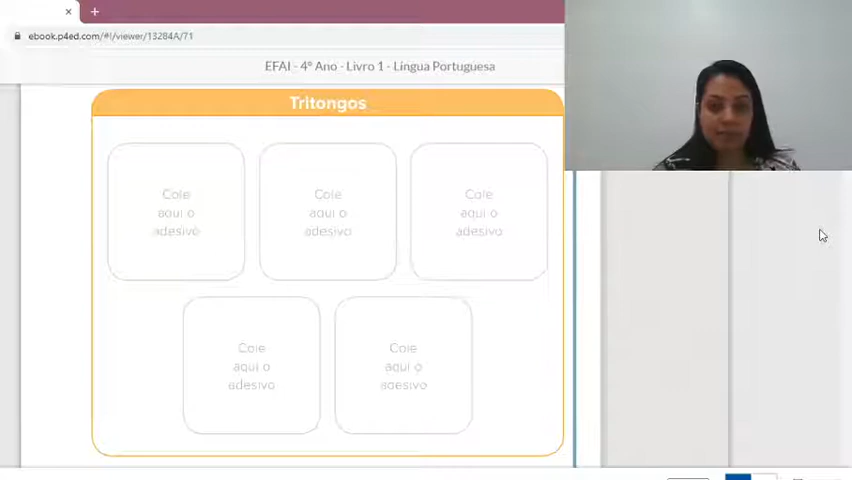 ebook.p4ed.com/#!/viewer/13284A/71
EFAI - 4º Ano - Livro 1 - Língua Portuguesa
Tritongos
Cole
aqui o
adesivo
Cole
aqui o
adesivo
Cole
aqui o
adesivo
Cole
aqui o
adesivo
Cole
aqui o
adesivo